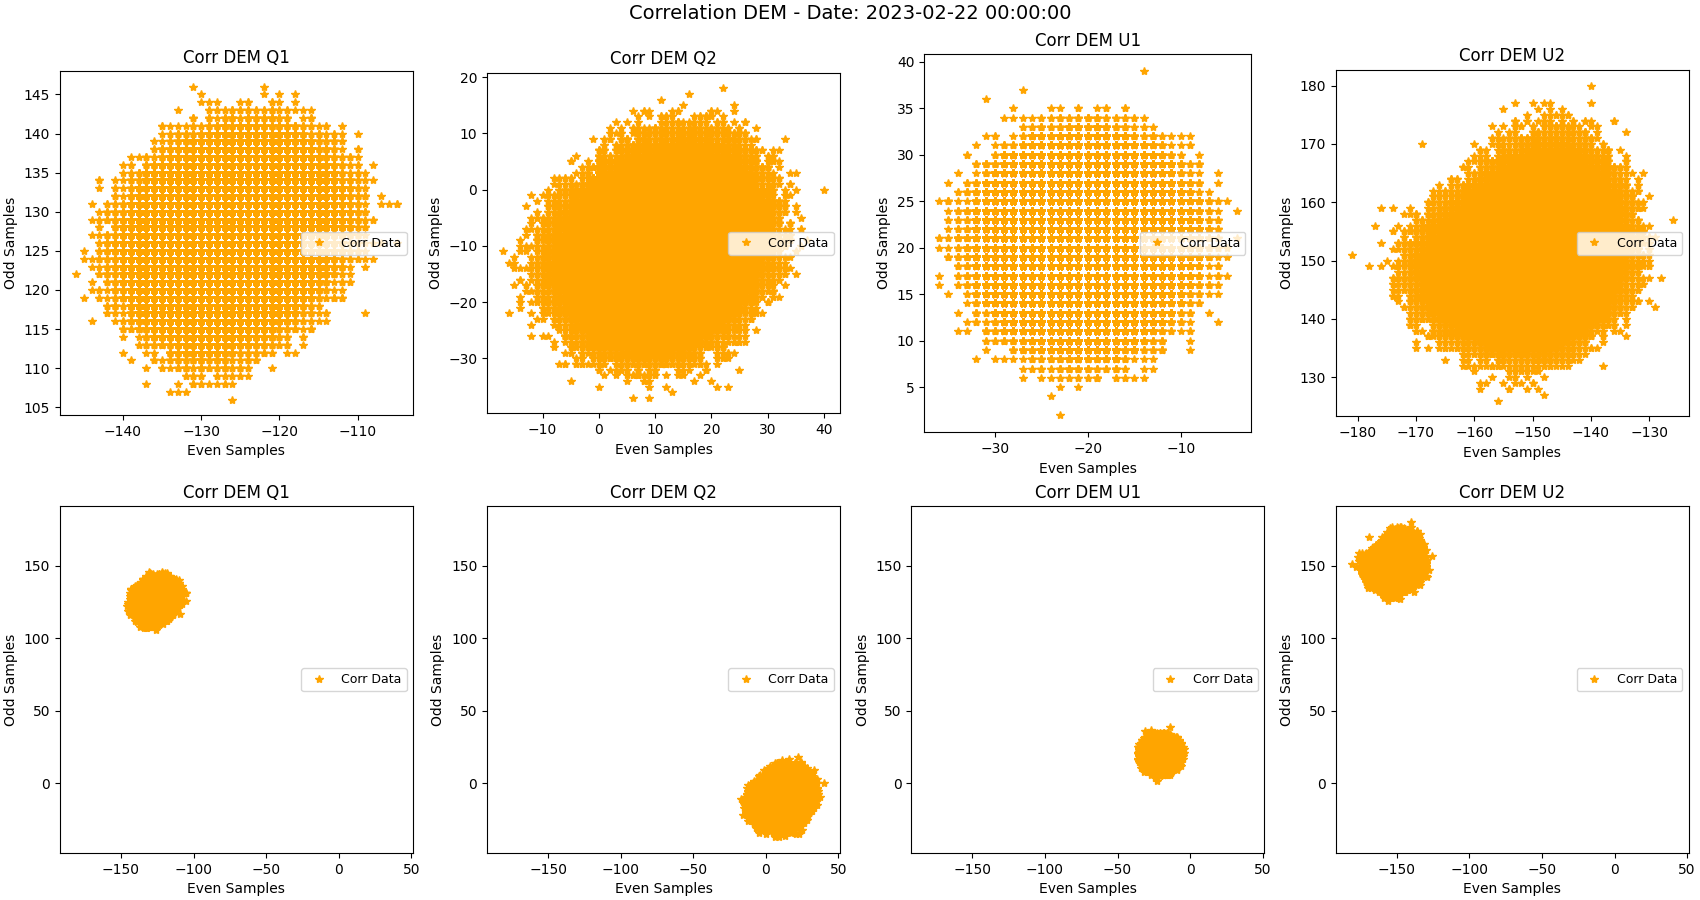 Correlation DEM - Date: 2023-02-22 00:00:00
Corr DEM Q1
Corr DEM Q2
Corr DEM U1
Corr DEM U2
145
140
135
130
125
120
115
110
105
Odd Samples
Corr Data
−140
−130
−120
−110
Even Samples
20
10
0
−10
−20
−30
Odd Samples
Corr Data
−10
0
10
20
30
40
Even Samples
40
35
30
25
20
15
10
5
Odd Samples
Corr Data
−30
−20
−10
Even Samples
180
170
160
150
140
130
Odd Samples
Corr Data
−180
−170
−160
−150
−140
−130
Even Samples
Corr DEM Q1
Corr DEM Q2
Corr DEM U1
Corr DEM U2
150
100
50
0
Odd Samples
Corr Data
−150
−100
−50
0
50
Even Samples
150
100
50
0
Odd Samples
Corr Data
−150
−100
−50
0
50
Even Samples
150
100
50
0
Odd Samples
Corr Data
−150
−100
−50
0
50
Even Samples
150
100
50
0
Odd Samples
Corr Data
−150
−100
−50
0
50
Even Samples